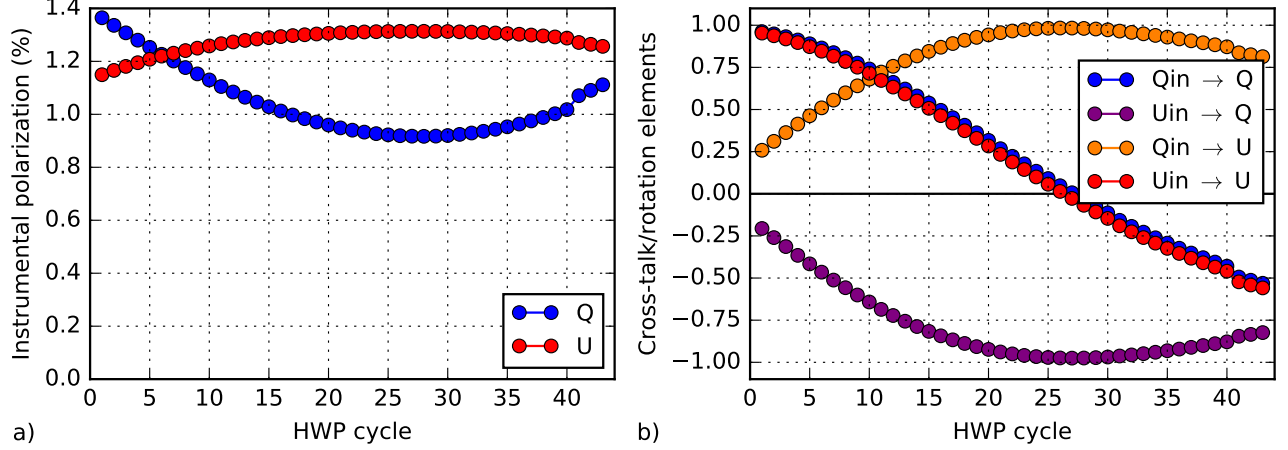 1.4
1.2
1.0
0.8
0.6
0.4
0.2
0.0
Instrumental polarization (%)
Q
U
0 5 10 15 20 25 30 35 40
HWP cycle
a)
1.00
0.75
0.50
0.25
0.00
−0.25
−0.50
−0.75
−1.00
Cross-talk/rotation elements
Qin → Q
Uin → Q
Qin → U
Uin → U
0 5 10 15 20 25 30 35 40
HWP cycle
b)